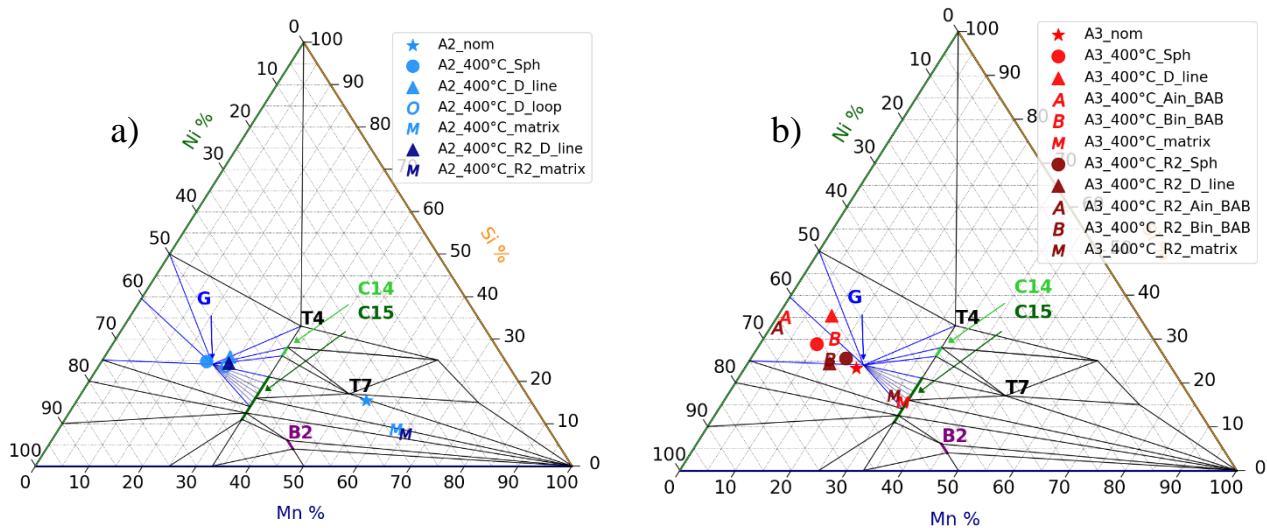 a)
0
10
20
30
40
50
60
70
80
90
100
Ni %
100
90
80
70
60
50
40
30
20
10
0
Si %
0
10
20
30
40
50
60
70
80
90
100
Mn %
G
C14
C15
T4
T7
B2
M
M
A2_nom
A2_400°C_Sph
A2_400°C_D_line
O A2_400°C_D_loop
M A2_400°C_matrix
A2_400°C_R2_D_line
M A2_400°C_R2_matrix
b)
0
10
20
30
40
50
60
70
80
90
100
Ni %
100
90
80
70
60
50
40
30
20
10
0
0
10
20
30
40
50
60
70
80
90
100
Mn %
G
C14
C15
T4
T7
B2
A
A
B
B
M
M
A3_nom
A3_400°C_Sph
A3_400°C_D_line
A A3_400°C_Ain_BAB
B A3_400°C_Bin_BAB
M A3_400°C_matrix
A3_400°C_R2_Sph
A3_400°C_R2_D_line
A A3_400°C_R2_Ain_BAB
B A3_400°C_R2_Bin_BAB
M A3_400°C_R2_matrix